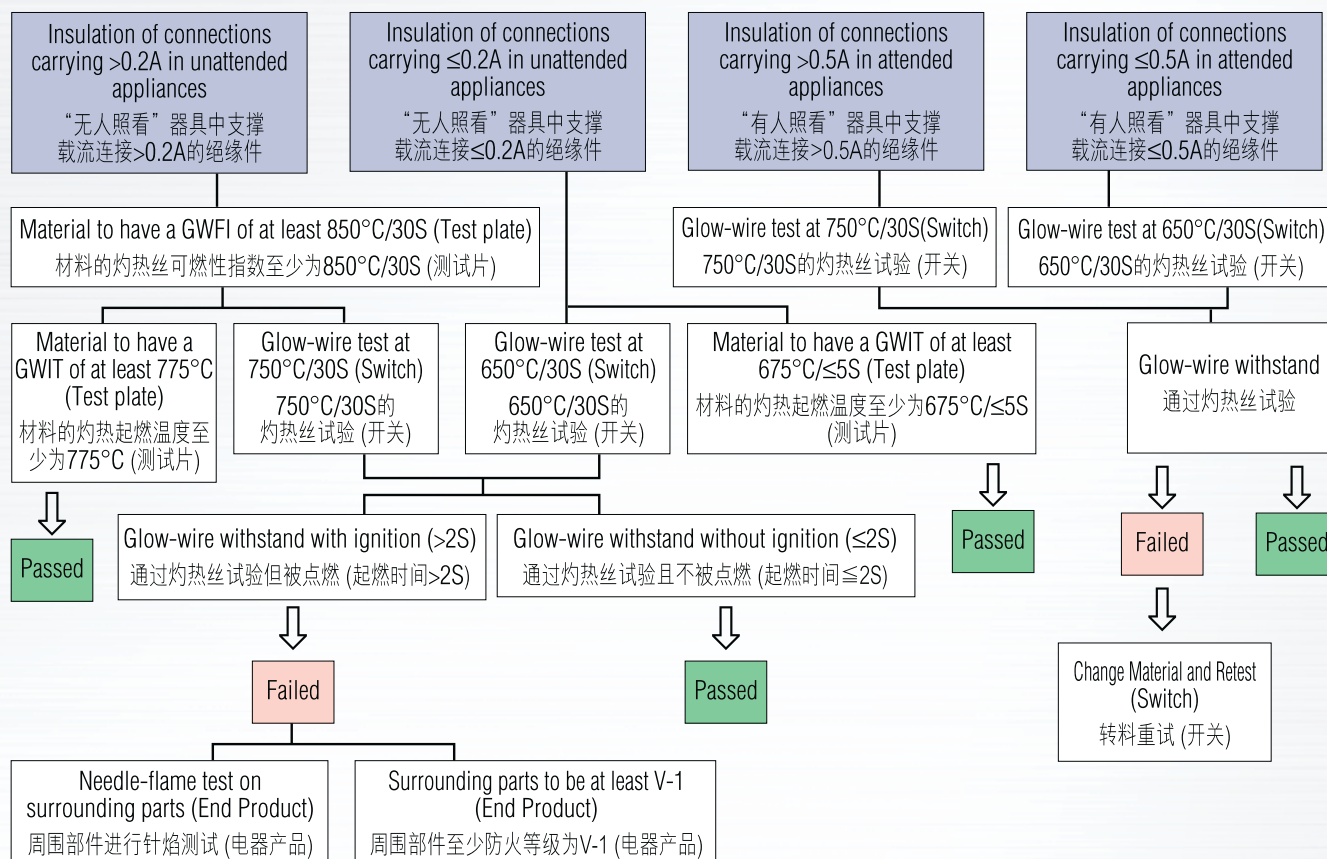 Insulation of connections
carrying >0.2A in unattended
appliances
“无人照看”器具中支撑
载流连接>0.2A的绝缘件
Insulation of connections
carrying ≤0.2A in unattended
appliances
“无人照看”器具中支撑
载流连接≤0.2A的绝缘件
Insulation of connections
carrying >0.5A in attended
appliances
“有人照看”器具中支撑
载流连接>0.5A的绝缘件
Insulation of connections
carrying ≤0.5A in attended
appliances
“有人照看”器具中支撑
载流连接≤0.5A的绝缘件
Material to have a GWFI of at least 850°C/30S (Test plate)
材料的灼热丝可燃性指数至少为850°C/30S (测试片)
Glow-wire test at 750°C/30S(Switch)
750°C/30S的灼热丝试验 (开关)
Glow-wire test at 650°C/30S(Switch)
650°C/30S的灼热丝试验 (开关)
Material to have a
GWIT of at least 775°C
(Test plate)
材料的灼热起燃温度至
少为775°C (测试片)
Glow-wire test at
750°C/30S (Switch)
750°C/30S的
灼热丝试验 (开关)
Glow-wire test at
650°C/30S (Switch)
650°C/30S的
灼热丝试验 (开关)
Material to have a GWIT of at least
675°C/≤5S (Test plate)
材料的灼热起燃温度至少为675°C/≤5S
(测试片)
Glow-wire withstand
通过灼热丝试验
Passed
Glow-wire withstand with ignition (>2S)
通过灼热丝试验但被点燃 (起燃时间>2S)
Glow-wire withstand without ignition (≤2S)
通过灼热丝试验且不被点燃 (起燃时间≦2S)
Passed
Failed
Passed
Failed
Passed
Change Material and Retest
(Switch)
转料重试 (开关)
Needle-flame test on
surrounding parts (End Product)
周围部件进行针焰测试 (电器产品)
Surrounding parts to be at least V-1
(End Product)
周围部件至少防火等级为V-1 (电器产品)